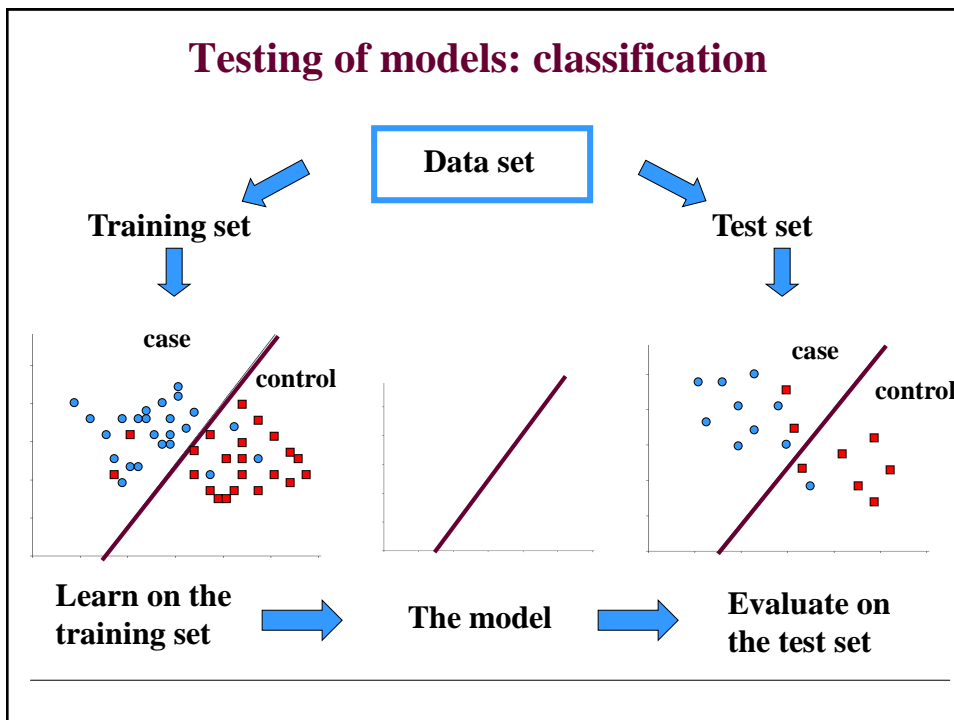 Testing of models: classification
Data set
Training set
Test set
case
control
case
control
Learn on the
training set
The model
Evaluate on
the test set